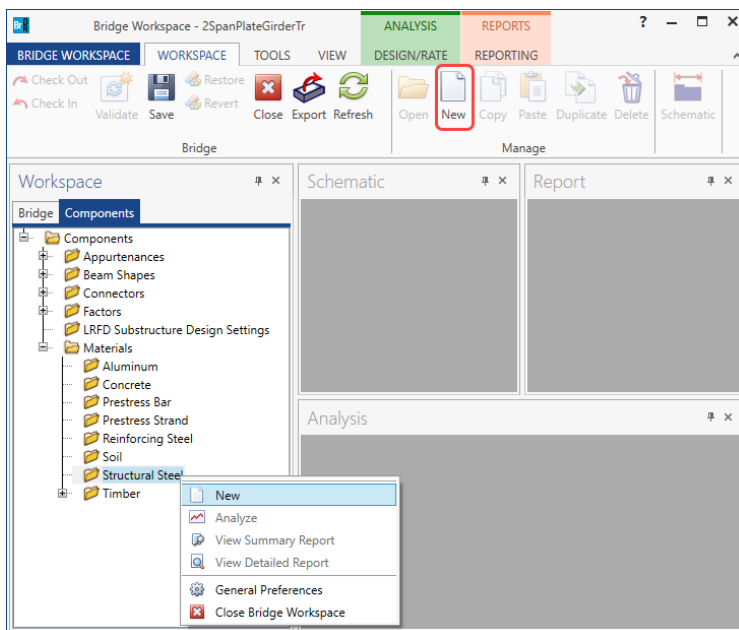 Br Bridge Workspace - 2SpanPlateGirderTr ANALYSIS REPORTS ?
BRIDGE WORKSPACE WORKSPACE TOOLS VIEW DESIGN/RATE REPORTING
Check Out
Check In
Validate
Save
Restore
Revert
Close
Export
Refresh
Bridge
Open
New
Copy
Paste
Duplicate
Delete
Schematic
Manage
Workspace
Bridge Components
Components
Appurtenances
Beam Shapes
Connectors
Factors
LRFD Substructure Design Settings
Materials
Aluminum
Concrete
Prestress Bar
Prestress Strand
Reinforcing Steel
Soil
Structural Steel
Timber
New
Analyze
View Summary Report
View Detailed Report
General Preferences
Close Bridge Workspace
Schematic
Report
Analysis